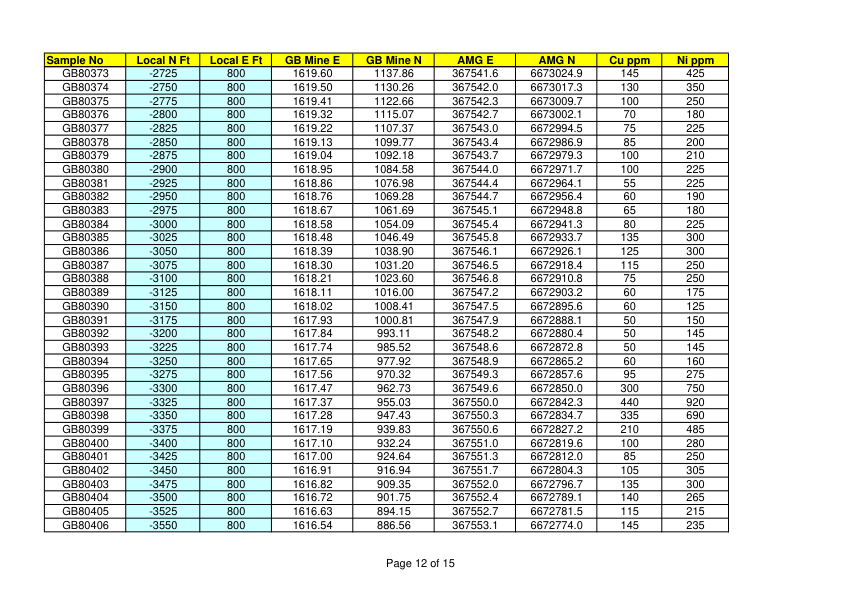 Sample No Local N Ft Local E Ft GB Mine E GB Mine N AMG E AMG N Cu ppm Ni ppm
GB80373 -2725 800 1619.60 1137.86 367541.6 6673024.9 145 425
GB80374 -2750 800 1619.50 1130.26 367542.0 6673017.3 130 350
GB80375 -2775 800 1619.41 1122.66 367542.3 6673009.7 100 250
GB80376 -2800 800 1619.32 1115.07 367542.7 6673002.1 70 180
GB80377 -2825 800 1619.22 1107.37 367543.0 6672994.5 75 225
GB80378 -2850 800 1619.13 1099.77 367543.4 6672986.9 85 200
GB80379 -2875 800 1619.04 1092.18 367543.7 6672979.3 100 210
GB80380 -2900 800 1618.95 1084.58 367544.0 6672971.7 100 225
GB80381 -2925 800 1618.86 1076.98 367544.4 6672964.1 55 225
GB80382 -2950 800 1618.76 1069.28 367544.7 6672956.4 60 190
GB80383 -2975 800 1618.67 1061.69 367545.1 6672948.8 65 180
GB80384 -3000 800 1618.58 1054.09 367545.4 6672941.3 80 225
GB80385 -3025 800 1618.48 1046.49 367545.8 6672933.7 135 300
GB80386 -3050 800 1618.39 1038.90 367546.1 6672926.1 125 300
GB80387 -3075 800 1618.30 1031.20 367546.5 6672918.4 115 250
GB80388 -3100 800 1618.21 1023.60 367546.8 6672910.8 75 250
GB80389 -3125 800 1618.11 1016.00 367547.2 6672903.2 60 175
GB80390 -3150 800 1618.02 1008.41 367547.5 6672895.6 60 125
GB80391 -3175 800 1617.93 1000.81 367547.9 6672888.1 50 150
GB80392 -3200 800 1617.84 993.11 367548.2 6672880.4 50 145
GB80393 -3225 800 1617.74 985.52 367548.6 6672872.8 50 145
GB80394 -3250 800 1617.65 977.92 367548.9 6672865.2 60 160
GB80395 -3275 800 1617.56 970.32 367549.3 6672857.6 95 275
GB80396 -3300 800 1617.47 962.73 367549.6 6672850.0 300 750
GB80397 -3325 800 1617.37 955.03 367550.0 6672842.3 440 920
GB80398 -3350 800 1617.28 947.43 367550.3 6672834.7 335 690
GB80399 -3375 800 1617.19 939.83 367550.6 6672827.2 210 485
GB80400 -3400 800 1617.10 932.24 367551.0 6672819.6 100 280
GB80401 -3425 800 1617.00 924.64 367551.3 6672812.0 85 250
GB80402 -3450 800 1616.91 916.94 367551.7 6672804.3 105 305
GB80403 -3475 800 1616.82 909.35 367552.0 6672796.7 135 300
GB80404 -3500 800 1616.72 901.75 367552.4 6672789.1 140 265
GB80405 -3525 800 1616.63 894.15 367552.7 6672781.5 115 215
GB80406 -3550 800 1616.54 886.56 367553.1 6672774.0 145 235
Page 12 of 15